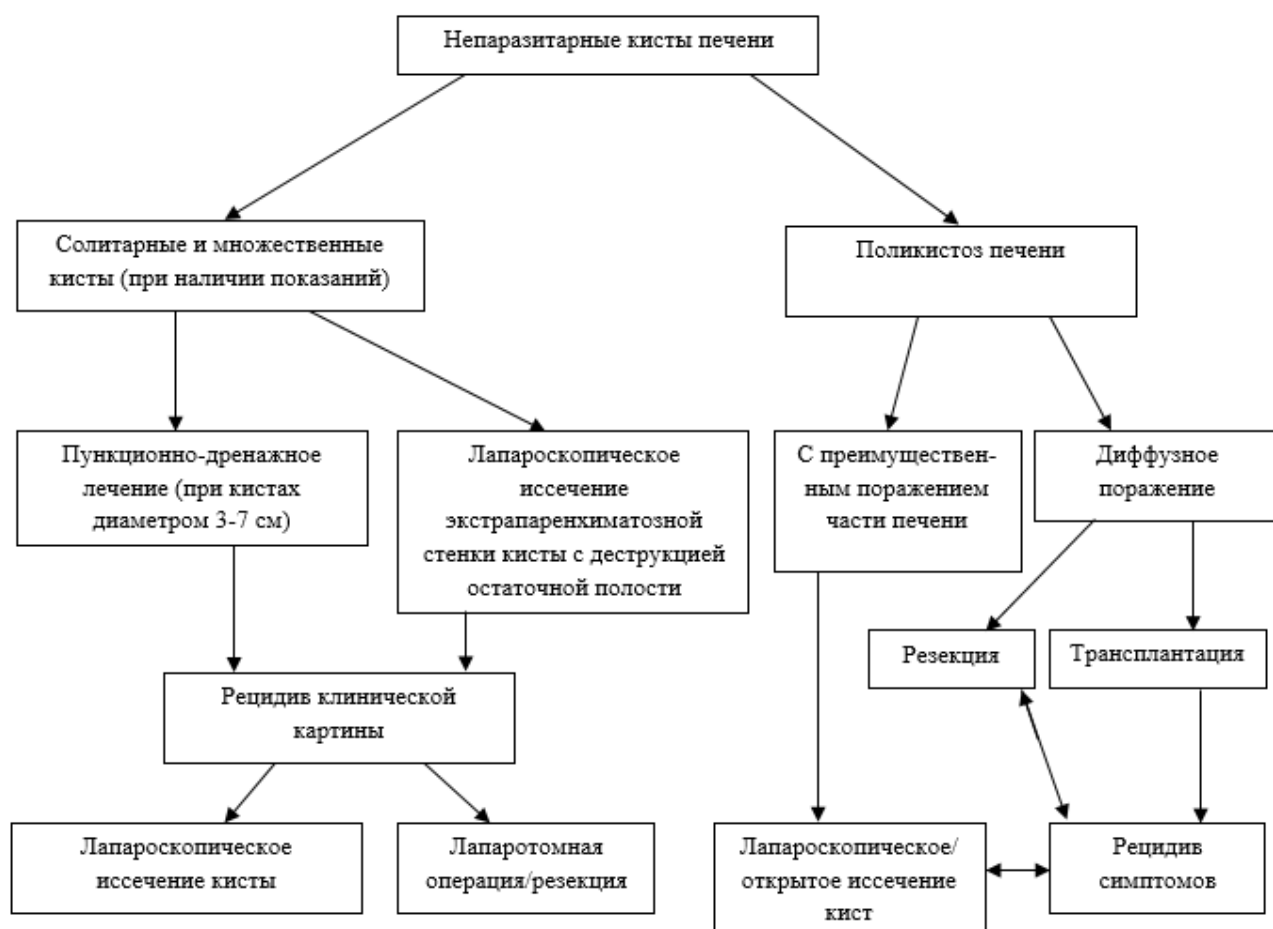 Непаразитарные кисты печени
Солитарные и множественные
кисты (при наличии показаний)
Поликистоз печени
Пункционно-дренажное
лечение (при кистах
диаметром 3-7 см)
Лапароскопическое
иссечение
экстрапаренхиматозной
стенки кисты с деструкцией
остаточной полости
С преимуществен-
ным поражением
части печени
Диффузное
поражение
Резекция
Трансплантация
Рецидив клинической
картины
Лапароскопическое
иссечение кисты
Лапаротомная
операция/резекция
Лапароскопическое/
открытое иссечение
кист
Рецидив
симптомов